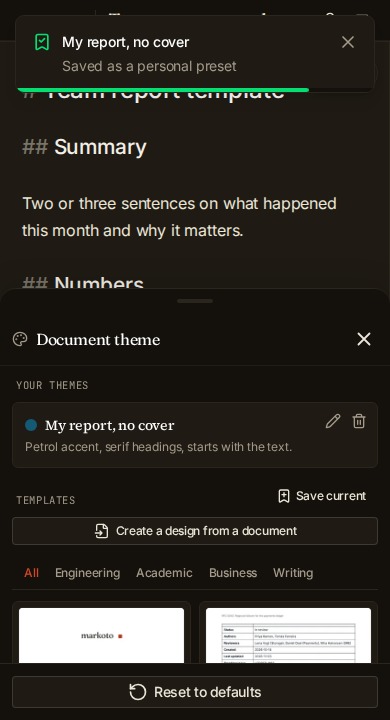 My report, no cover
Saved as a personal preset
# Team report template
## Summary
Two or three sentences on what happened
this month and why it matters.
## Numbers
Document theme
YOUR THEMES
My report, no cover
Petrol accent, serif headings, starts with the text.
TEMPLATES
Save current
Create a design from a document
All Engineering Academic Business Writing
markoto
Reset to defaults